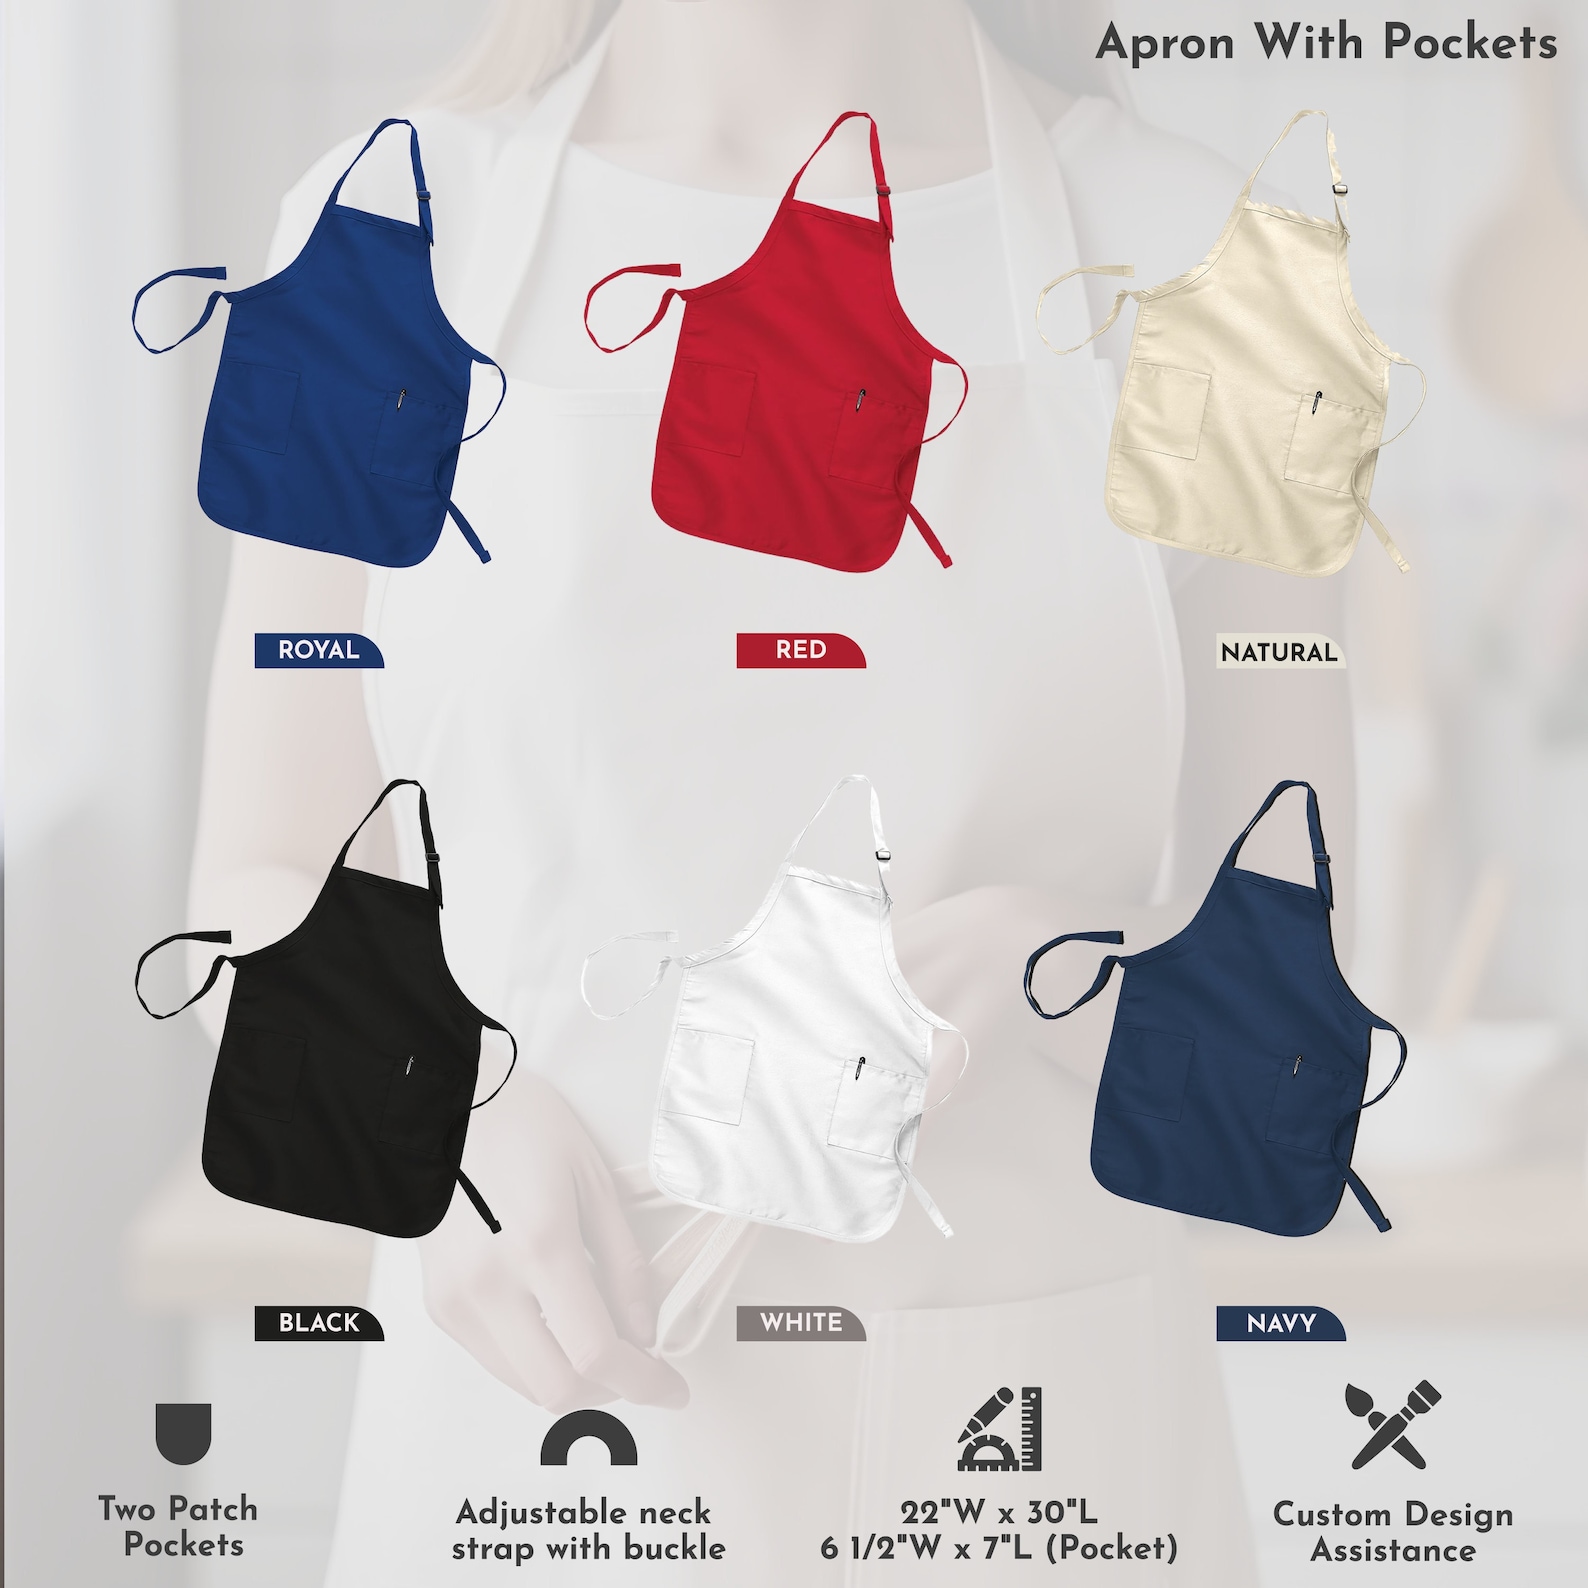 Apron With Pockets
ROYAL
RED
NATURAL
BLACK
WHITE
NAVY
Two Patch
Pockets
Adjustable neck
strap with buckle
22"W x 30"L
6 1/2"W x 7"L (Pocket)
Custom Design
Assistance